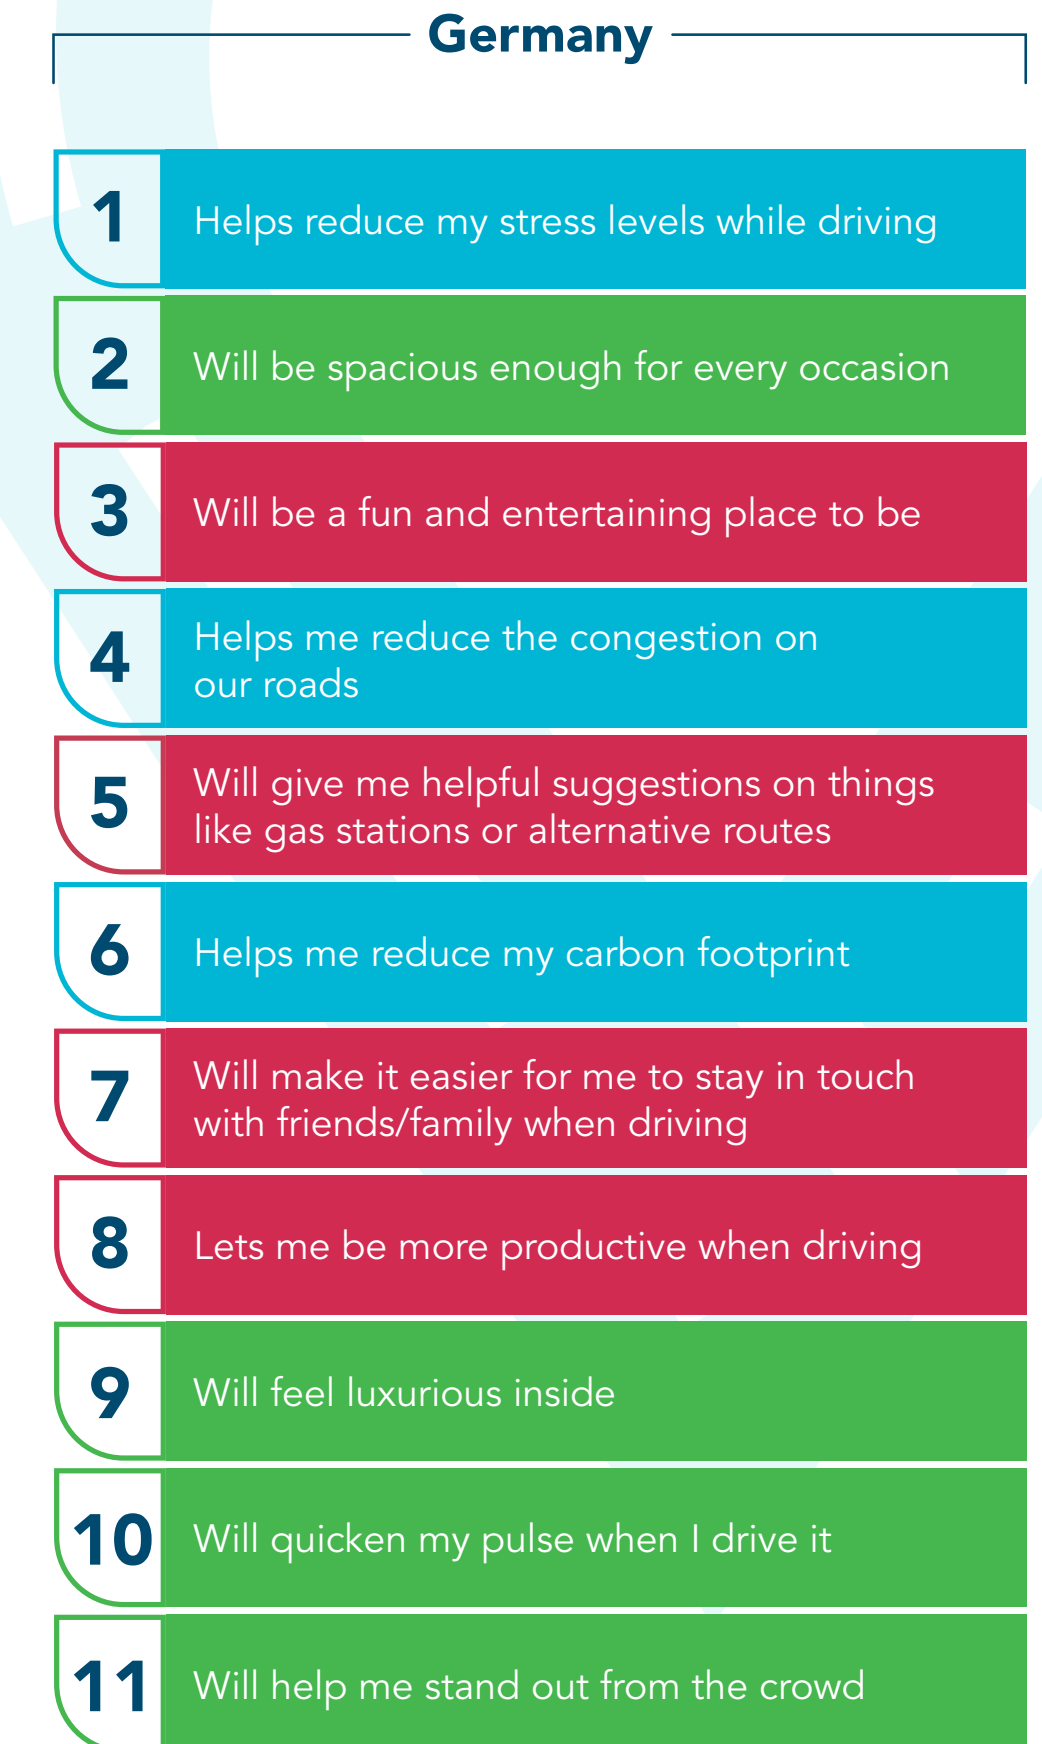 Germany
1
Helps reduce my stress levels while driving
2
Will be spacious enough for every occasion
3
Will be a fun and entertaining place to be
4
Helps me reduce the congestion on
our roads
5
Will give me helpful suggestions on things
like gas stations or alternative routes
6
Helps me reduce my carbon footprint
7
Will make it easier for me to stay in touch
with friends/family when driving
8
Lets me be more productive when driving
9
Will feel luxurious inside
10
Will quicken my pulse when I drive it
11
Will help me stand out from the crowd